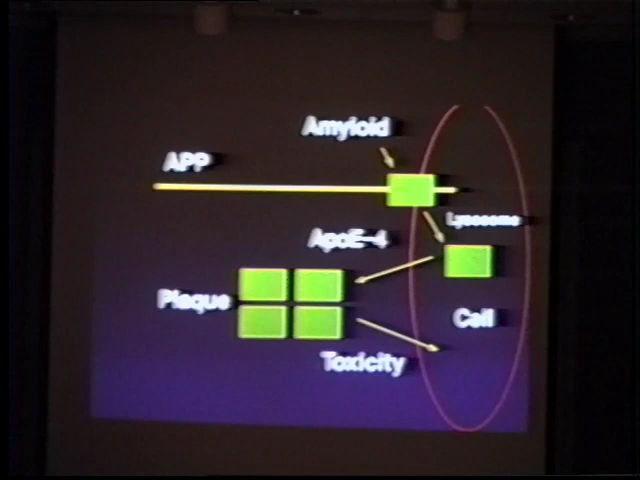 Amyloid
APP
Lysosome
ApoE-4
Plaque
Cell
Toxicity